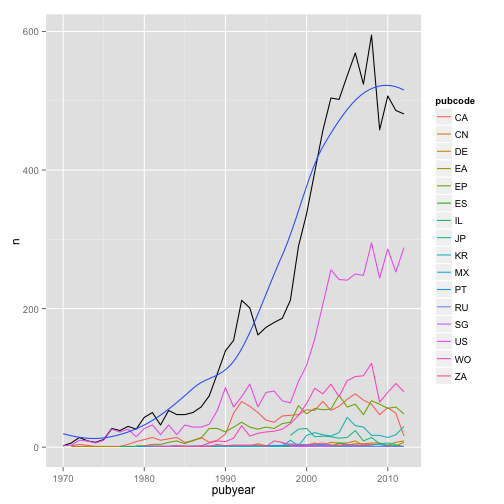 600
400
200
0
n
1970
1980
1990
2000
2010
pubyear
pubcode
CA
CN
DE
EA
EP
ES
IL
JP
KR
MX
PT
RU
SG
US
WO
ZA